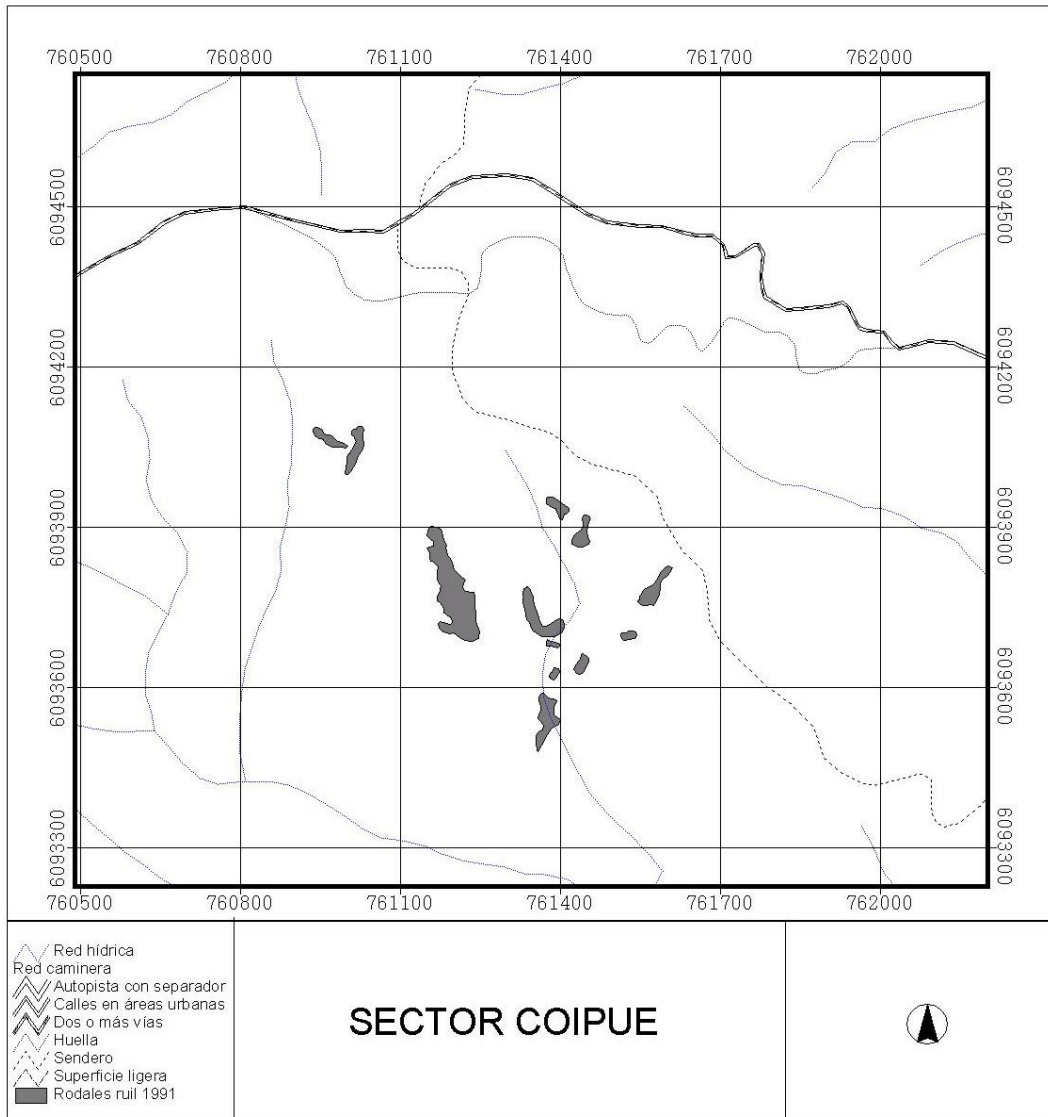 760500 760800 761100 761400 761700 762000
6094500 6094500
6094200 6094200
6093900 6093900
6093600 6093600
6093300 6093300
760500 760800 761100 761400 761700 762000
Red hídrica
Red caminera
Autopista con separador
Calles en áreas urbanas
Dos o más vías
Huella
Sendero
Superficie ligera
Rodales ruil 1991
SECTOR COIPUE